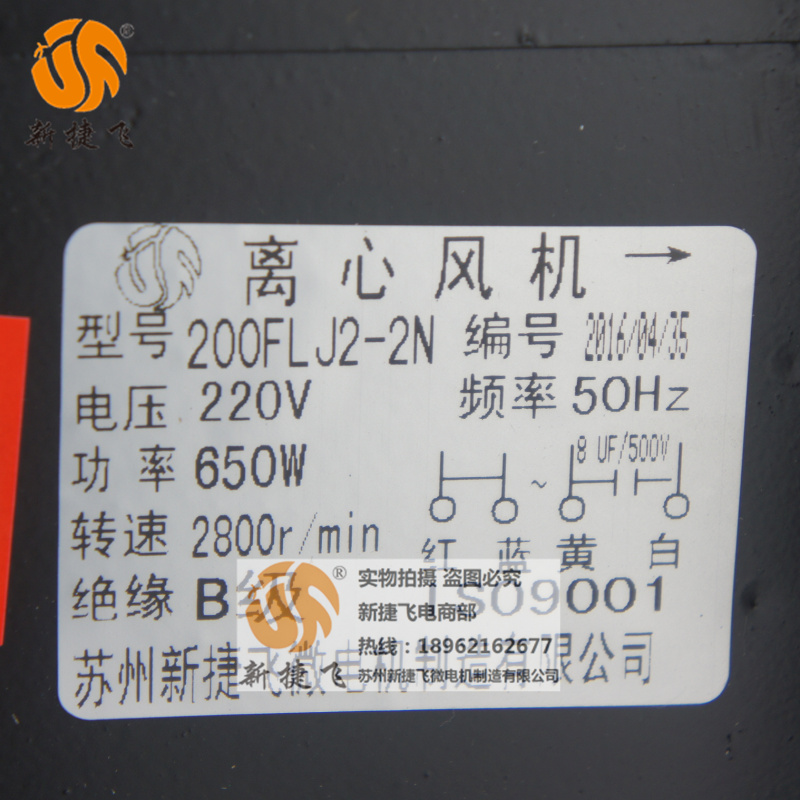 新捷飞
离心风机
型号 200FLJ2-2N 编号 2016/04/35
电压 220V 频率 50Hz
功率 650W
8 UF/500V
~
转速 2800r/min 红 蓝 黄 白
绝缘 B级 ISO9001
苏州新捷飞微电机制造有限公司
®
新捷飞
实物拍摄 盗图必究
新捷飞电商部
热线：18962162677
苏州新捷飞微电机制造有限公司